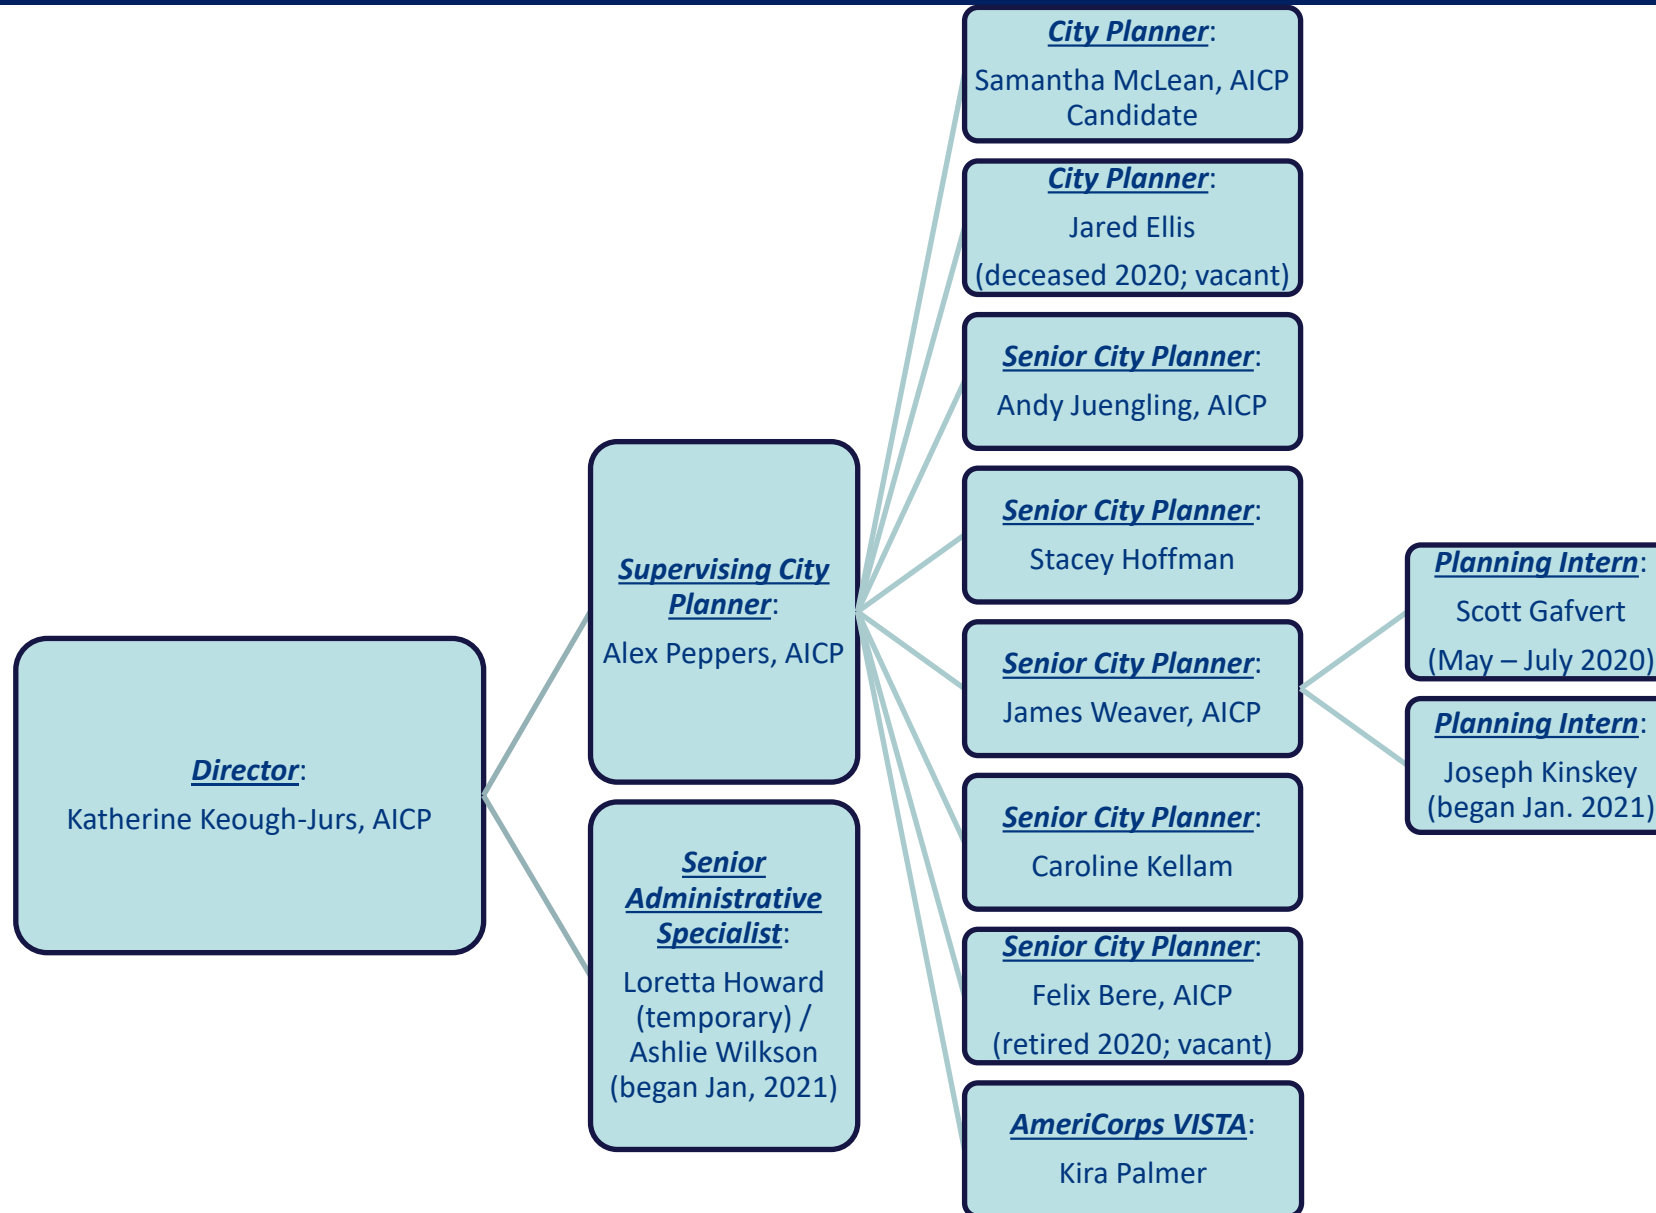 Director:
Katherine Keough-Jurs, AICP
Supervising City
Planner:
Alex Peppers, AICP
Senior
Administrative
Specialist:
Loretta Howard
(temporary) /
Ashlie Wilkson
(began Jan, 2021)
City Planner:
Samantha McLean, AICP
Candidate
City Planner:
Jared Ellis
(deceased 2020; vacant)
Senior City Planner:
Andy Juengling, AICP
Senior City Planner:
Stacey Hoffman
Senior City Planner:
James Weaver, AICP
Senior City Planner:
Caroline Kellam
Senior City Planner:
Felix Bere, AICP
(retired 2020; vacant)
AmeriCorps VISTA:
Kira Palmer
Planning Intern:
Scott Gafvert
(May – July 2020)
Planning Intern:
Joseph Kinskey
(began Jan. 2021)